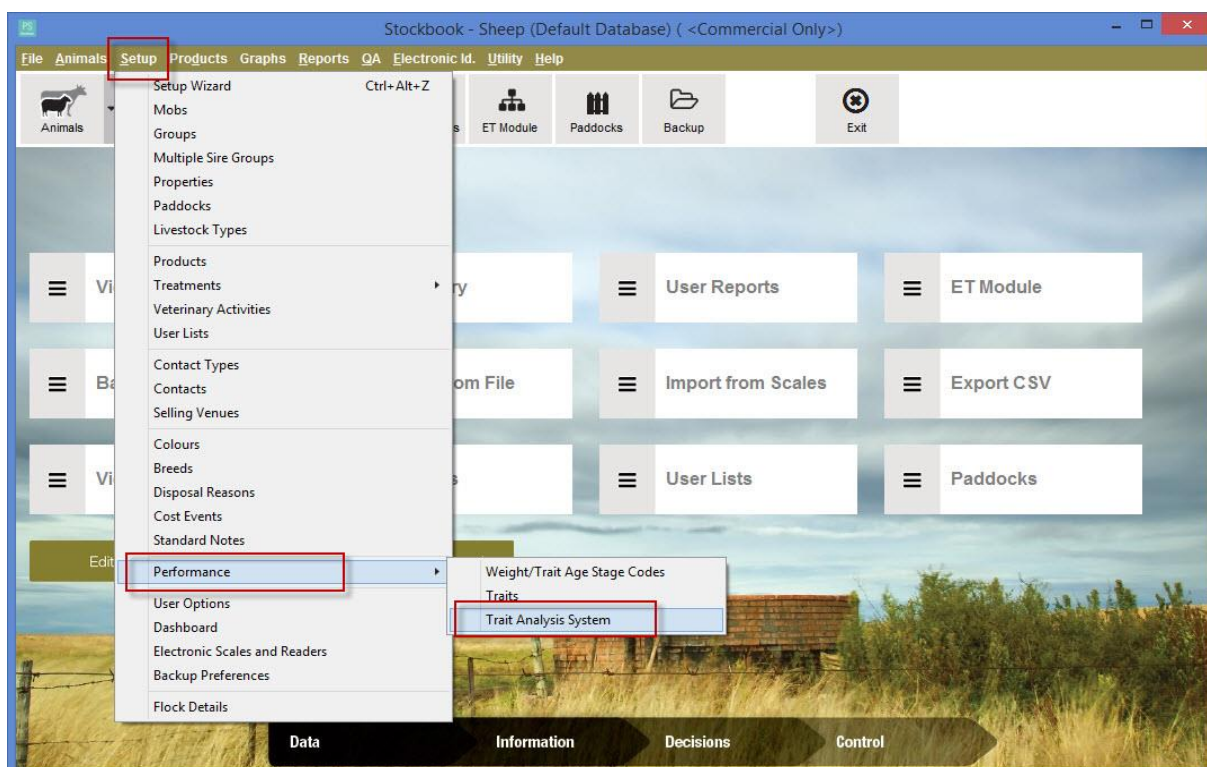 PS
Stockbook - Sheep (Default Database) ( <Commercial Only>)
File Animals Setup Products Graphs Reports QA Electronic Id. Utility Help
Animals ET Module Paddocks Backup Exit
Setup Wizard Ctrl+Alt+Z
Mobs
Groups
Multiple Sire Groups
Properties
Paddocks
Livestock Types
Products
Treatments
Veterinary Activities
User Lists
Contact Types
Contacts
Selling Venues
Colours
Breeds
Disposal Reasons
Cost Events
Standard Notes
Performance
User Options
Dashboard
Electronic Scales and Readers
Backup Preferences
Flock Details
Weight/Trait Age Stage Codes
Traits
Trait Analysis System
User Reports ET Module
File Import from Scales Export CSV
User Lists Paddocks
Edit
Data Information Decisions Control